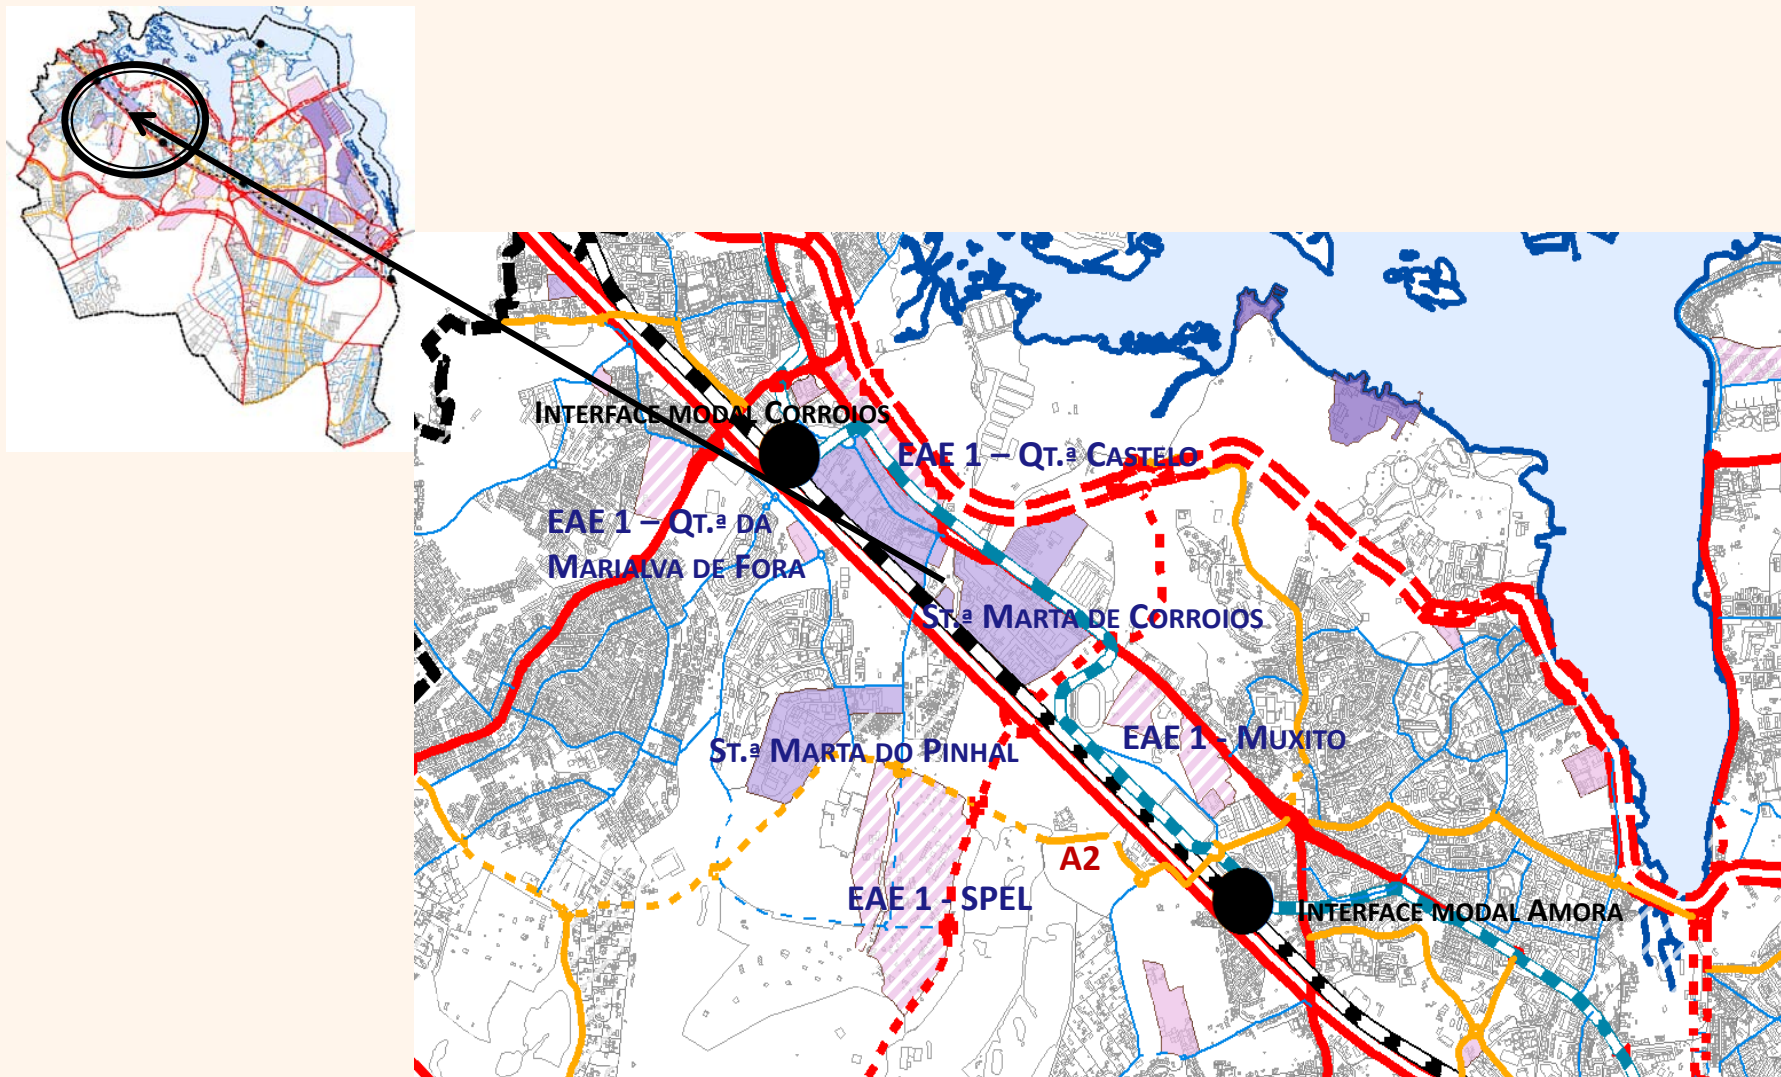 Interface modal Corroios
EAE 1 – Qt.ª Castelo
EAE 1 – Qt.ª da
Marialva de Fora
St.ª Marta de Corroios
EAE 1 - Muxito
St.ª Marta do Pinhal
A2
EAE 1 - SPEL
Interface modal Amora